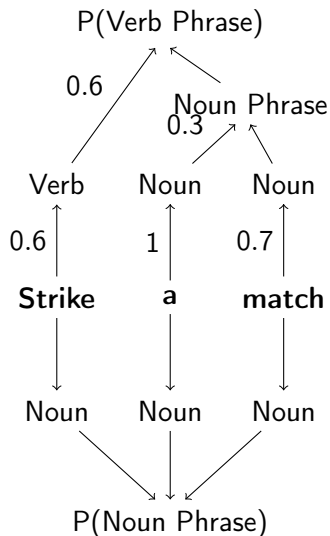 P(Verb Phrase)
0.6
Noun Phrase
0.3
Verb Noun Noun
0.6 1 0.7
Strike a match
Noun Noun Noun
P(Noun Phrase)